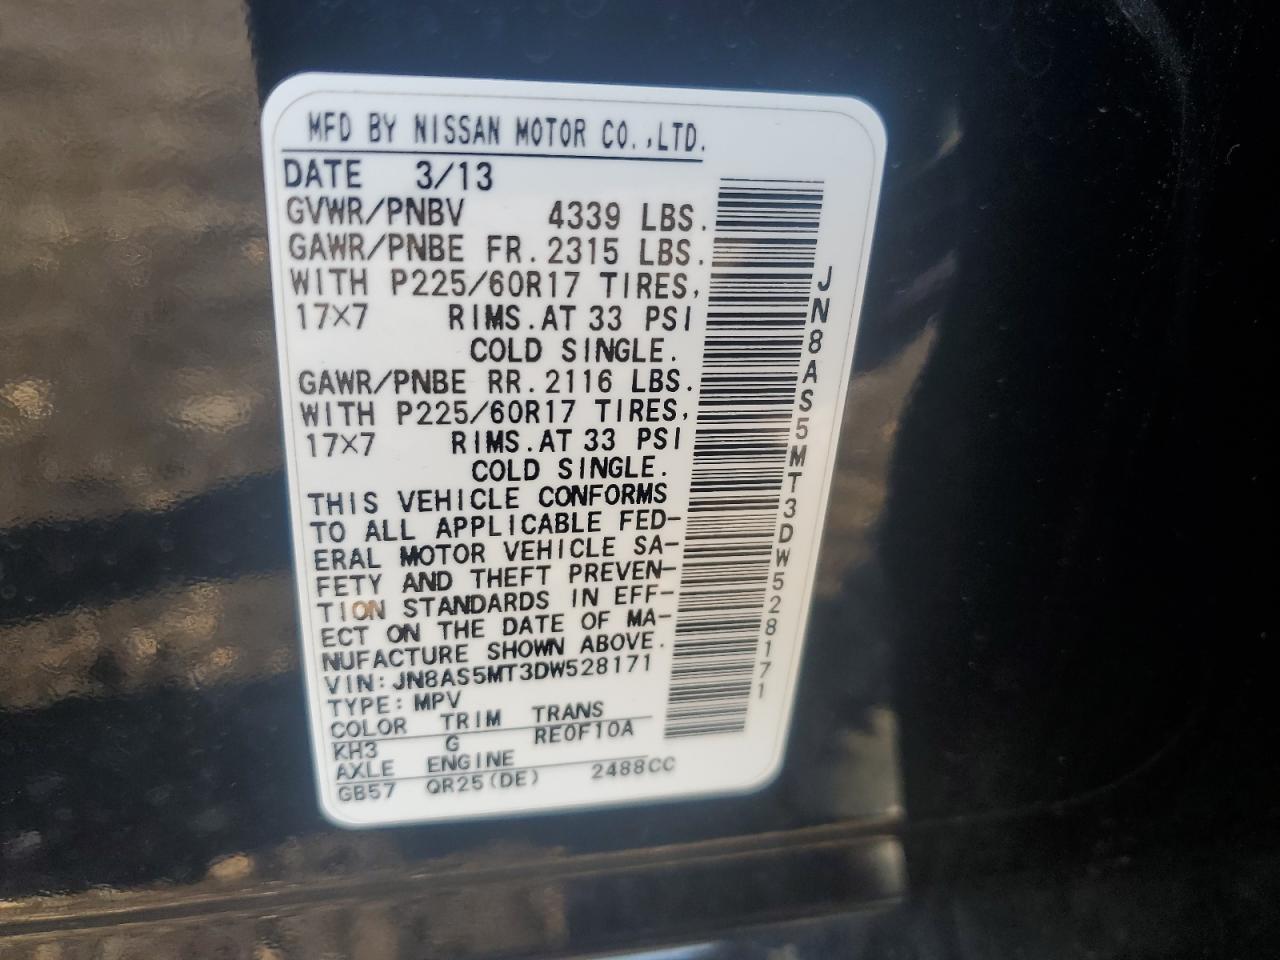 MFD BY NISSAN MOTOR CO.,LTD.
DATE 3/13
GVWR/PNBV 4339 LBS.
GAWR/PNBE FR.2315 LBS.
WITH P225/60R17 TIRES,
17×7 RIMS.AT 33 PSI
COLD SINGLE.
GAWR/PNBE RR.2116 LBS.
WITH P225/60R17 TIRES,
17×7 RIMS.AT 33 PSI
COLD SINGLE.
THIS VEHICLE CONFORMS
TO ALL APPLICABLE FED-
ERAL MOTOR VEHICLE SA-
FETY AND THEFT PREVEN-
TION STANDARDS IN EFF-
ECT ON THE DATE OF MA-
NUFACTURE SHOWN ABOVE.
VIN:JN8AS5MT3DW528171
TYPE:MPV
COLOR TRIM TRANS
KH3 G RE0F10A
AXLE ENGINE
GB57 QR25(DE) 2488CC
JN8AS5MT3DW528171